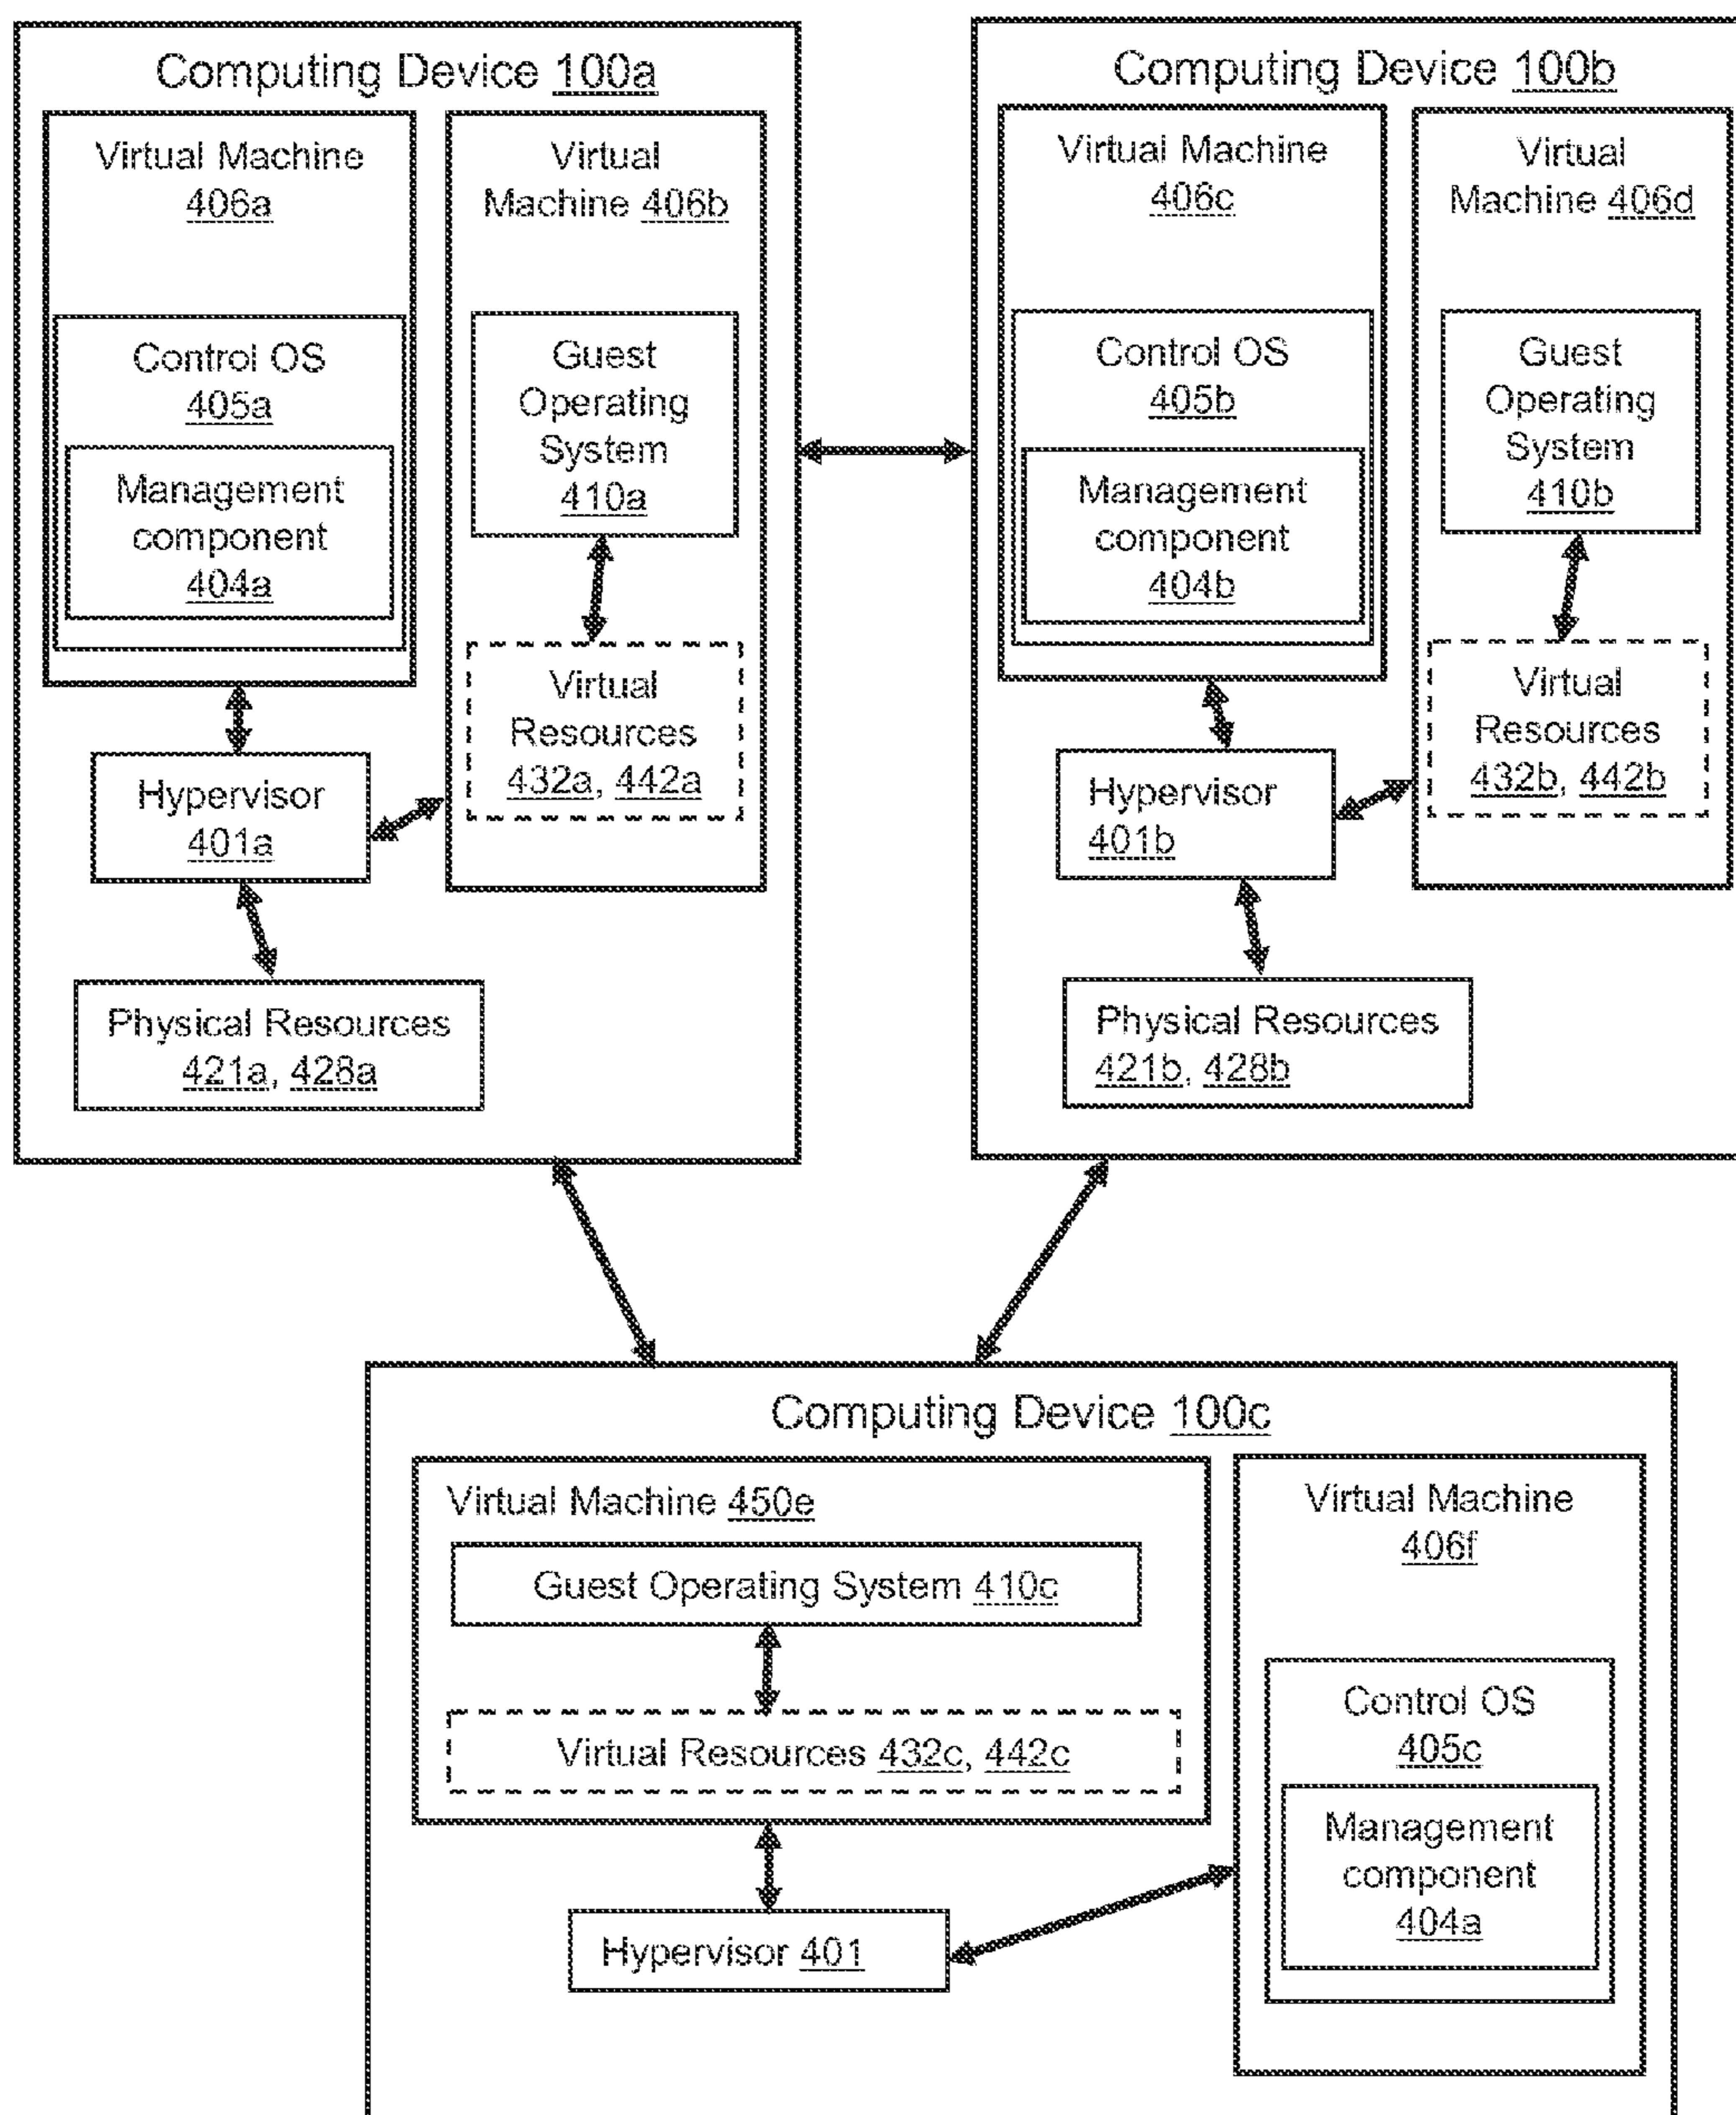 Computing Device 100a
Virtual Machine
406a
Control OS
405a
Management
component
404a
Virtual
Machine 406b
Guest
Operating
System
410a
Virtual
Resources
432a, 442a
Hypervisor
401a
Physical Resources
421a, 428a
Computing Device 100b
Virtual Machine
406c
Control OS
405b
Management
component
404b
Virtual
Machine 406d
Guest
Operating
System
410b
Virtual
Resources
432b, 442b
Hypervisor
401b
Physical Resources
421b, 428b
Computing Device 100c
Virtual Machine 450e
Guest Operating System 410c
Virtual Resources 432c, 442c
Hypervisor 401
Virtual Machine
406f
Control OS
405c
Management
component
404a